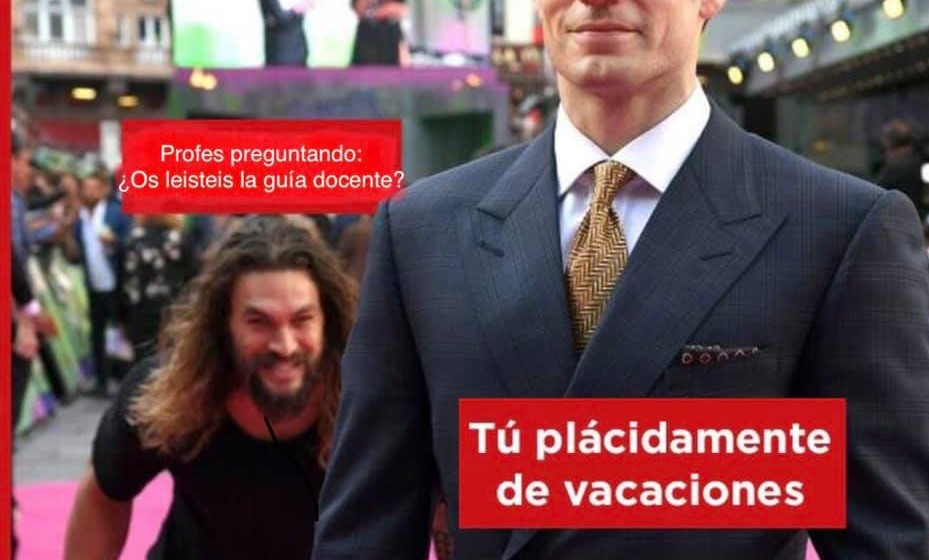 Profes preguntando:
¿Os leisteis la guía docente?
Tú plácidamente
de vacaciones